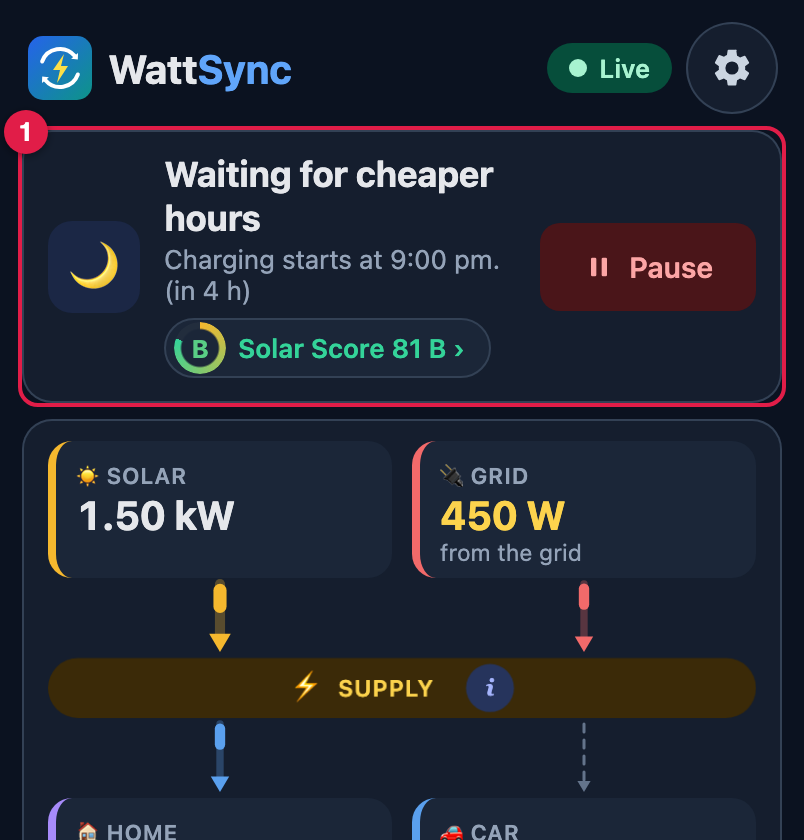 WattSync
Live
1
Waiting for cheaper
hours
Charging starts at 9:00 pm.
(in 4 h)
Pause
B
Solar Score 81 B ›
SOLAR
1.50 kW
GRID
450 W
from the grid
SUPPLY
i
HOME
CAR